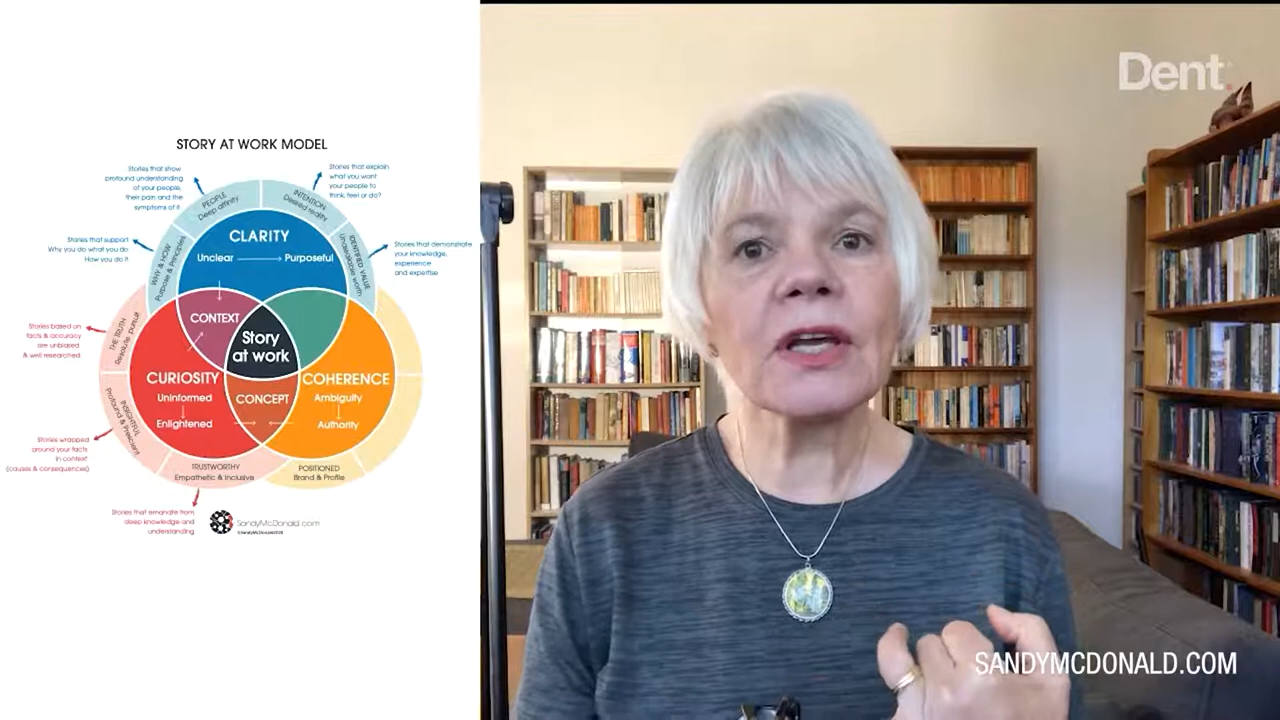 STORY AT WORK MODEL
Stories that show
profound understanding
of your people,
their pain and the
symptoms of it
Stories that explain
what you want
your people to
think, feel or do?
PEOPLE
Deep affinity
INTENTION
Desired reality
Stories that support
Why you do what you do
How you do it
WHY & HOW
Purpose & Principles
IDENTIFIED VALUE
Unassailable worth
Stories that demonstrate
your knowledge,
experience
and expertise
CLARITY
Unclear
Purposeful
CONTEXT
Story
at work
Stories based on
facts & accuracy
are unbiased
& well researched
THE TRUTH
Resolute pursuit
CURIOSITY
Uninformed
Enlightened
CONCEPT
COHERENCE
Ambiguity
Authority
INSIGHTFUL
Profound & Prescient
Stories wrapped
around your facts
in context
(causes & consequences)
TRUSTWORTHY
Empathetic & Inclusive
POSITIONED
Brand & Profile
Stories that emanate from
deep knowledge and
understanding
SandyMcDonald.com
Dent.
SANDYMCDONALD.COM